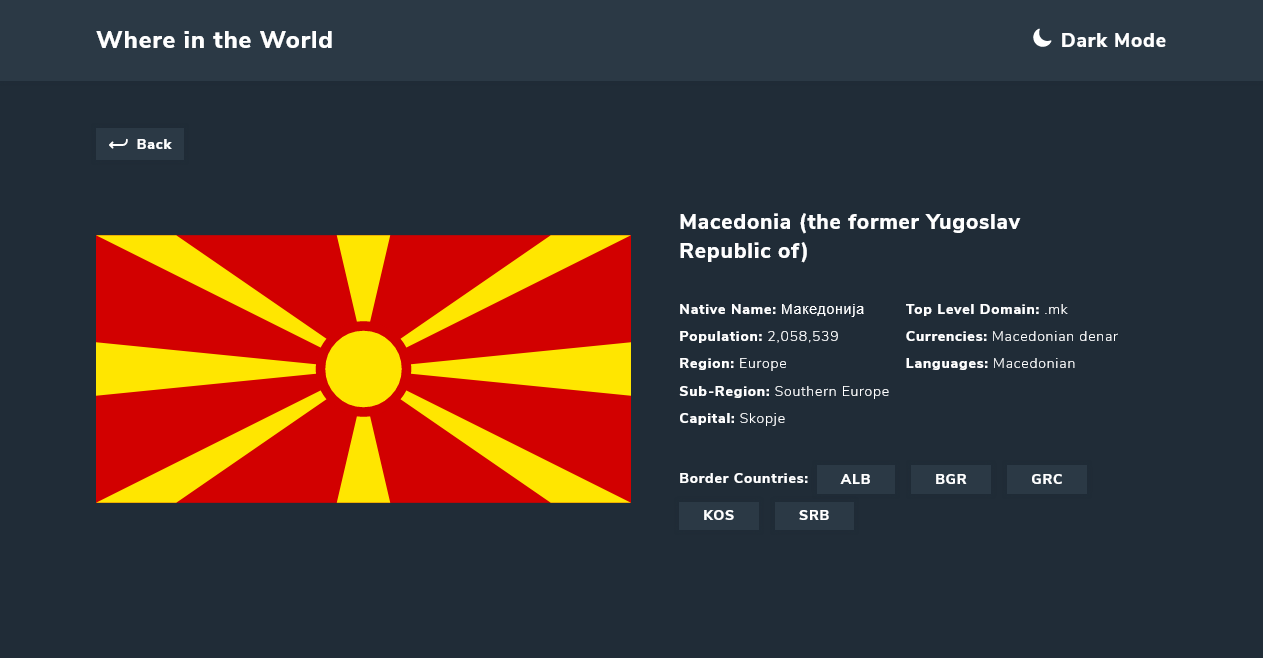 Where in the World
Dark Mode
Back
Macedonia (the former Yugoslav
Republic of)
Native Name: Македонија
Population: 2,058,539
Region: Europe
Sub-Region: Southern Europe
Capital: Skopje
Top Level Domain: .mk
Currencies: Macedonian denar
Languages: Macedonian
Border Countries: ALB BGR GRC
KOS SRB